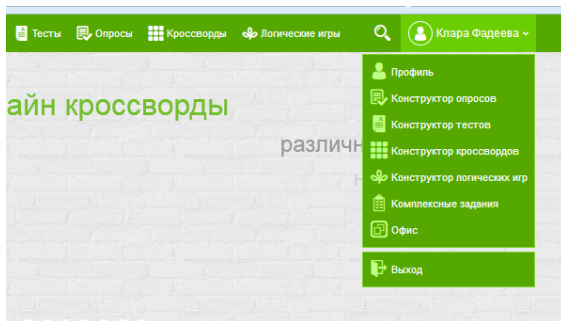 Тесты Опросы Кроссворды Логические игры Клара Фадеева
Профиль
Конструктор опросов
айн кроссворды
Конструктор тестов
различн
Конструктор кроссвордов
Конструктор логических игр
Комплексные задания
Офис
Выход